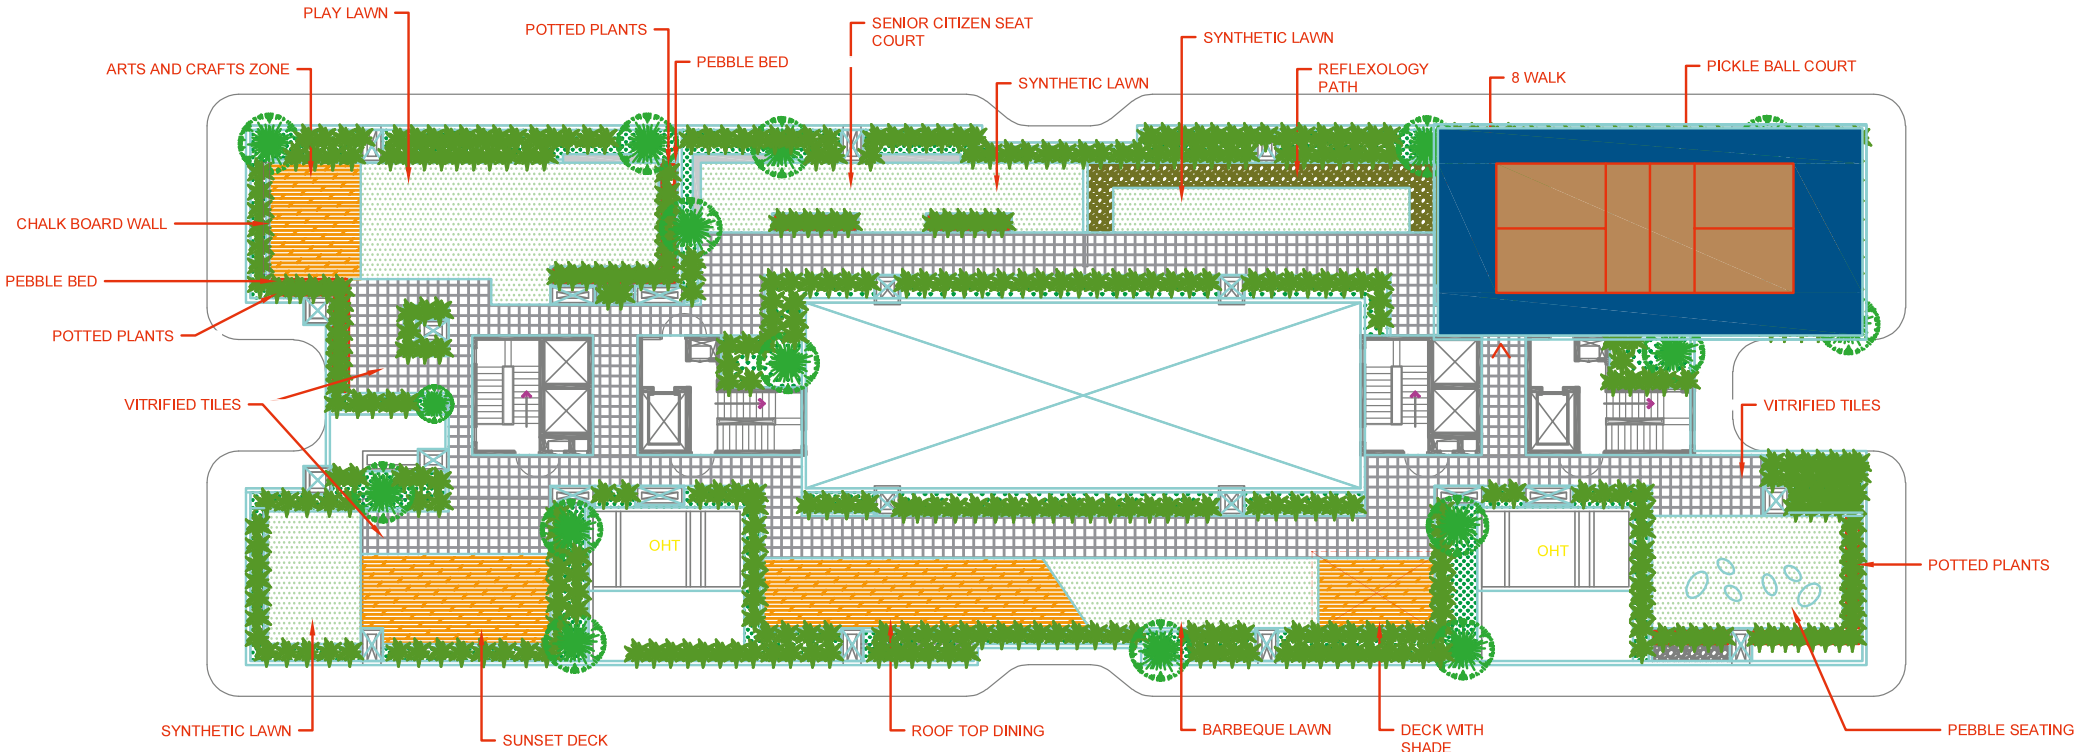 PLAY LAWN
POTTED PLANTS
SENIOR CITIZEN SEAT
COURT
SYNTHETIC LAWN
PEBBLE BED
ARTS AND CRAFTS ZONE
REFLEXOLOGY
PATH
PICKLE BALL COURT
8 WALK
SYNTHETIC LAWN
CHALK BOARD WALL
PEBBLE BED
POTTED PLANTS
VITRIFIED TILES
VITRIFIED TILES
OHT
OHT
POTTED PLANTS
SYNTHETIC LAWN
SUNSET DECK
ROOF TOP DINING
BARBEQUE LAWN
DECK WITH
SHADE
PEBBLE SEATING